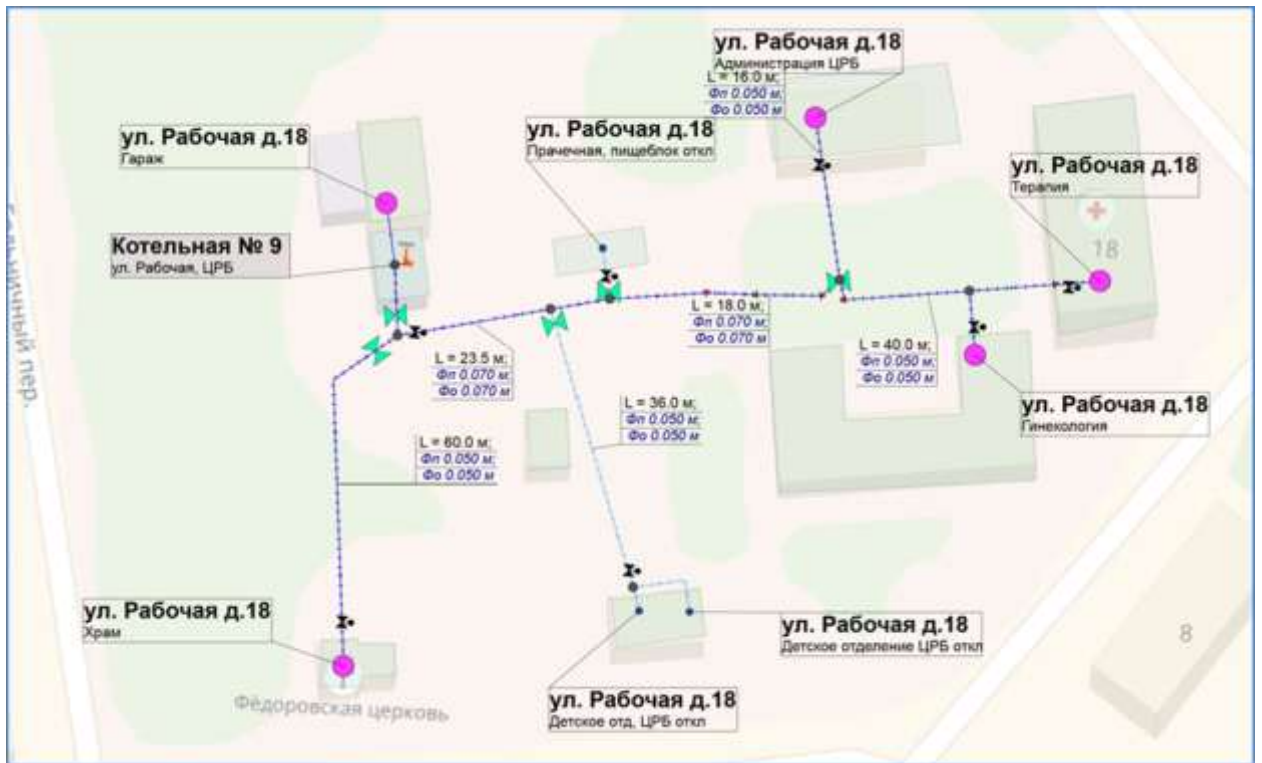 ул. Рабочая д.18
Администрация ЦРБ
L = 16.0 м;
Фп 0.050 м;
Фо 0.050 м
ул. Рабочая д.18
Гараж
ул. Рабочая д.18
Прачечная, пищеблок откл
ул. Рабочая д.18
Терапия
18
Котельная № 9
ул. Рабочая, ЦРБ
L = 18.0 м;
Фп 0.070 м;
Фо 0.070 м
L = 23.5 м;
Фп 0.070 м;
Фо 0.070 м
L = 40.0 м;
Фп 0.050 м;
Фо 0.050 м
Больничный пер.
L = 36.0 м;
Фп 0.050 м;
Фо 0.050 м
ул. Рабочая д.18
Гинекология
L = 60.0 м;
Фп 0.050 м;
Фо 0.050 м
ул. Рабочая д.18
Храм
ул. Рабочая д.18
Детское отделение ЦРБ откл
8
Фёдоровская церковь
ул. Рабочая д.18
Детское отд, ЦРБ откл